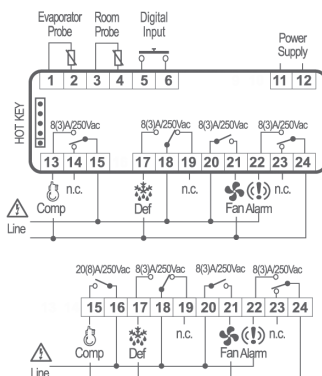 Evaporator Room Digital
Probe Probe Input
Power
Supply
1 2 3 4 5 6 11 12
HOT KEY
8(3)A/250Vac 8(3)A/250Vac 8(3)A/250Vac 8(3)A/250Vac
13 14 15 17 18 19 20 21 22 23 24
n.c. n.c. n.c.
Comp Def Fan Alarm
Line
20(8)A/250Vac 8(3)A/250Vac 8(3)A/250Vac 8(3)A/250Vac
15 16 17 18 19 20 21 22 23 24
n.c. n.c.
Comp Def Fan Alarm
Line